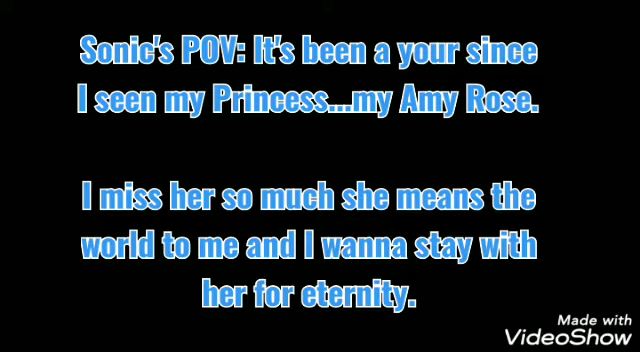 Sonic's POV: It's been a your since
I seen my Princess...my Amy Rose.
I miss her so much she means the
world to me and I wanna stay with
her for eternity.
Made with
VideoShow